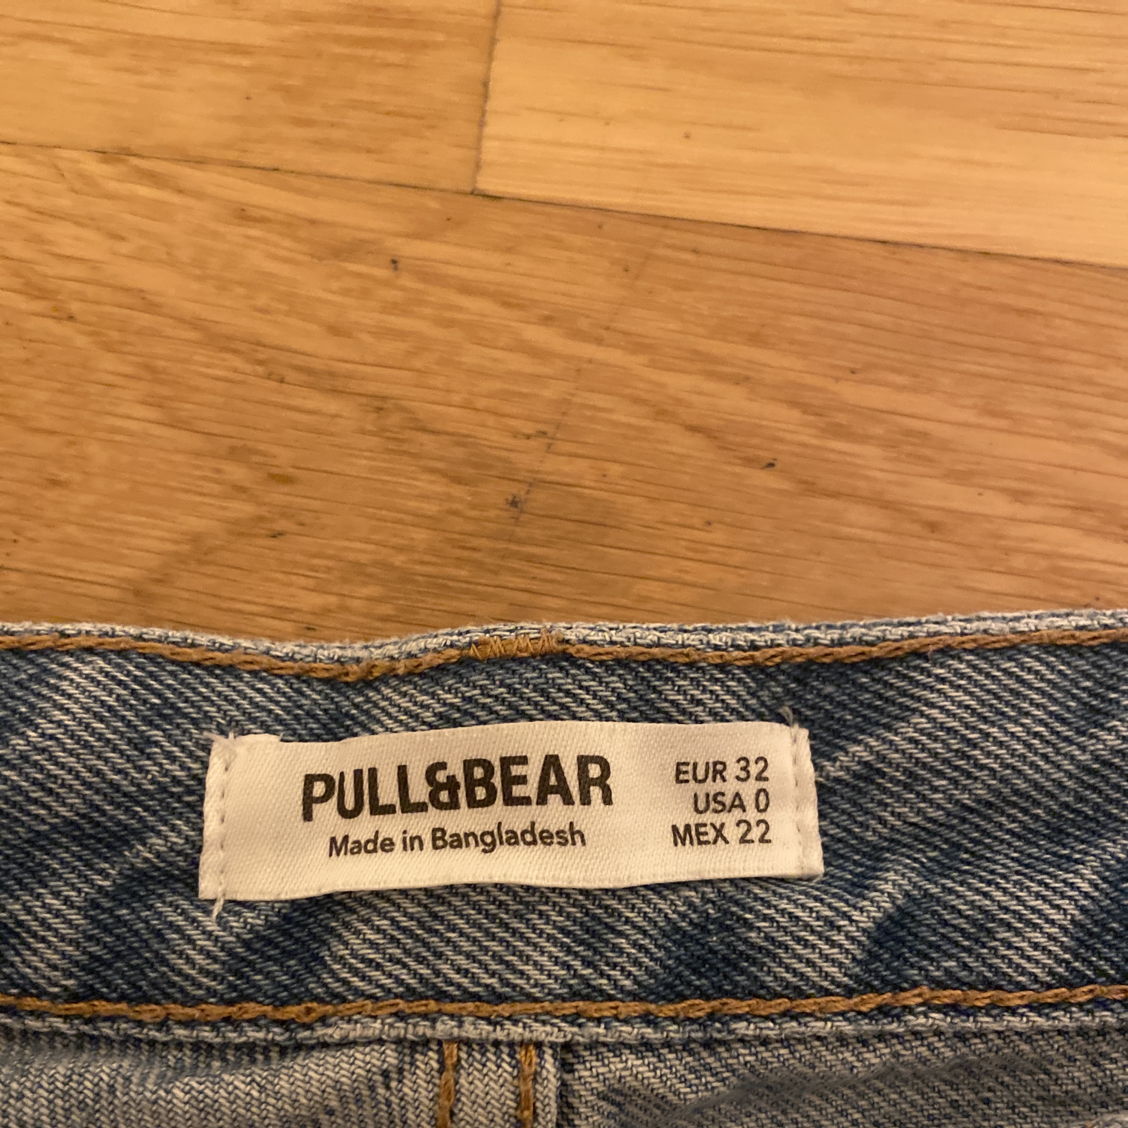 PULL&BEAR
Made in Bangladesh
EUR 32
USA 0
MEX 22